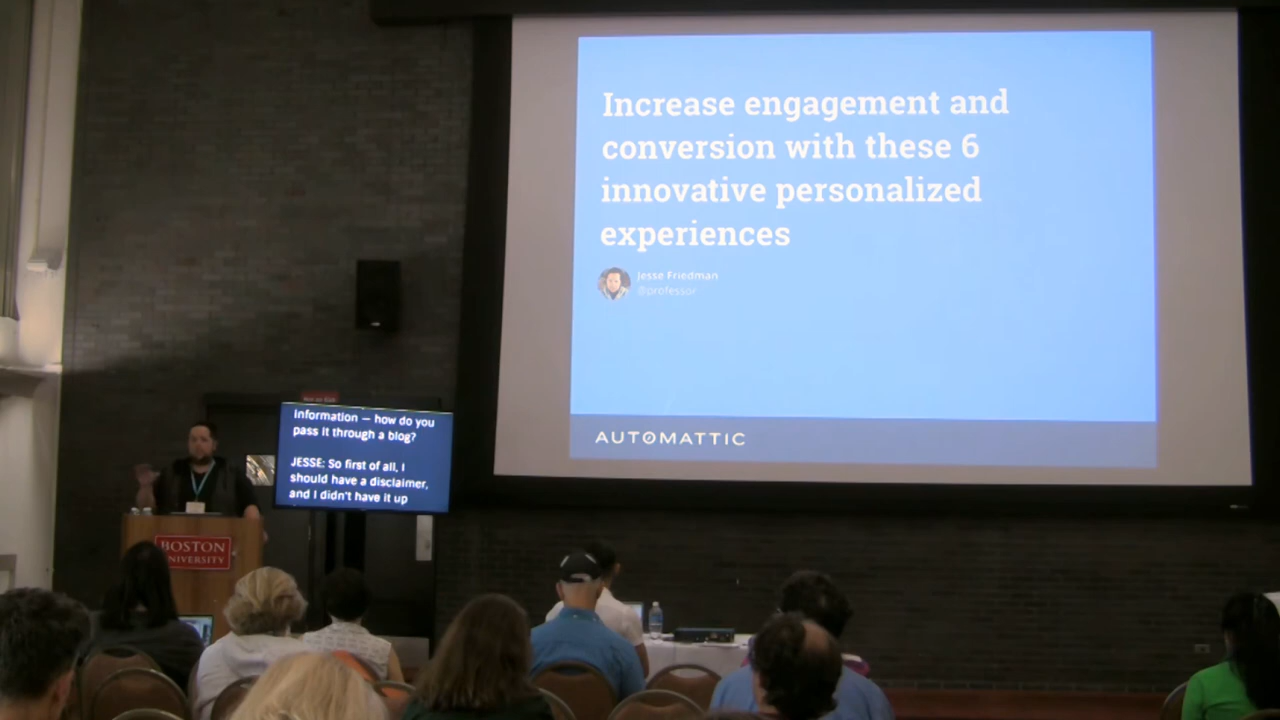 Increase engagement and
conversion with these 6
innovative personalized
experiences
Jesse Friedman
@professor
AUTOMATTIC
Information — how do you
pass it through a blog?
JESSE: So first of all, I
should have a disclaimer,
and I didn't have it up
BOSTON
UNIVERSITY